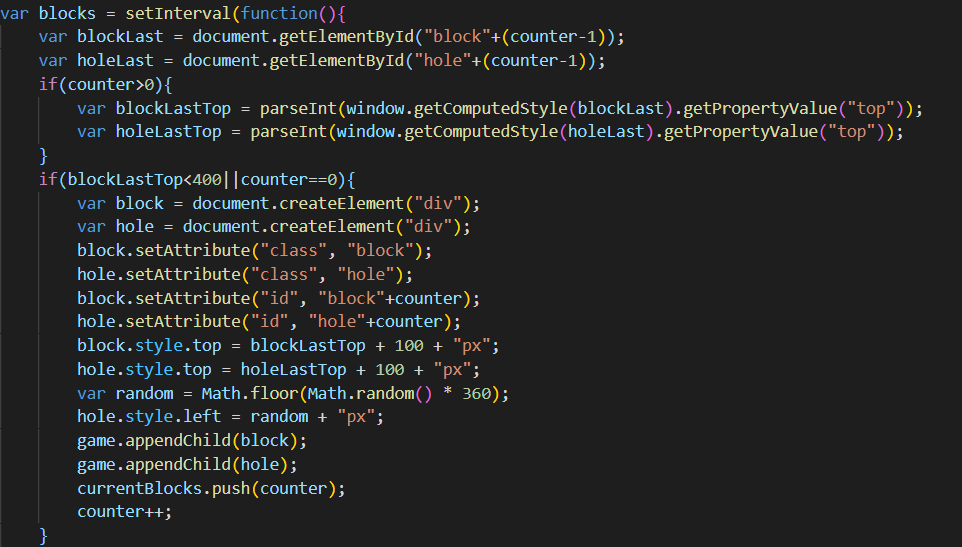 var blocks = setInterval(function(){
    var blockLast = document.getElementById("block"+(counter-1));
    var holeLast = document.getElementById("hole"+(counter-1));
    if(counter>0){
        var blockLastTop = parseInt(window.getComputedStyle(blockLast).getPropertyValue("top"));
        var holeLastTop = parseInt(window.getComputedStyle(holeLast).getPropertyValue("top"));
    }
    if(blockLastTop<400||counter==0){
        var block = document.createElement("div");
        var hole = document.createElement("div");
        block.setAttribute("class", "block");
        hole.setAttribute("class", "hole");
        block.setAttribute("id", "block"+counter);
        hole.setAttribute("id", "hole"+counter);
        block.style.top = blockLastTop + 100 + "px";
        hole.style.top = holeLastTop + 100 + "px";
        var random = Math.floor(Math.random() * 360);
        hole.style.left = random + "px";
        game.appendChild(block);
        game.appendChild(hole);
        currentBlocks.push(counter);
        counter++;
    }